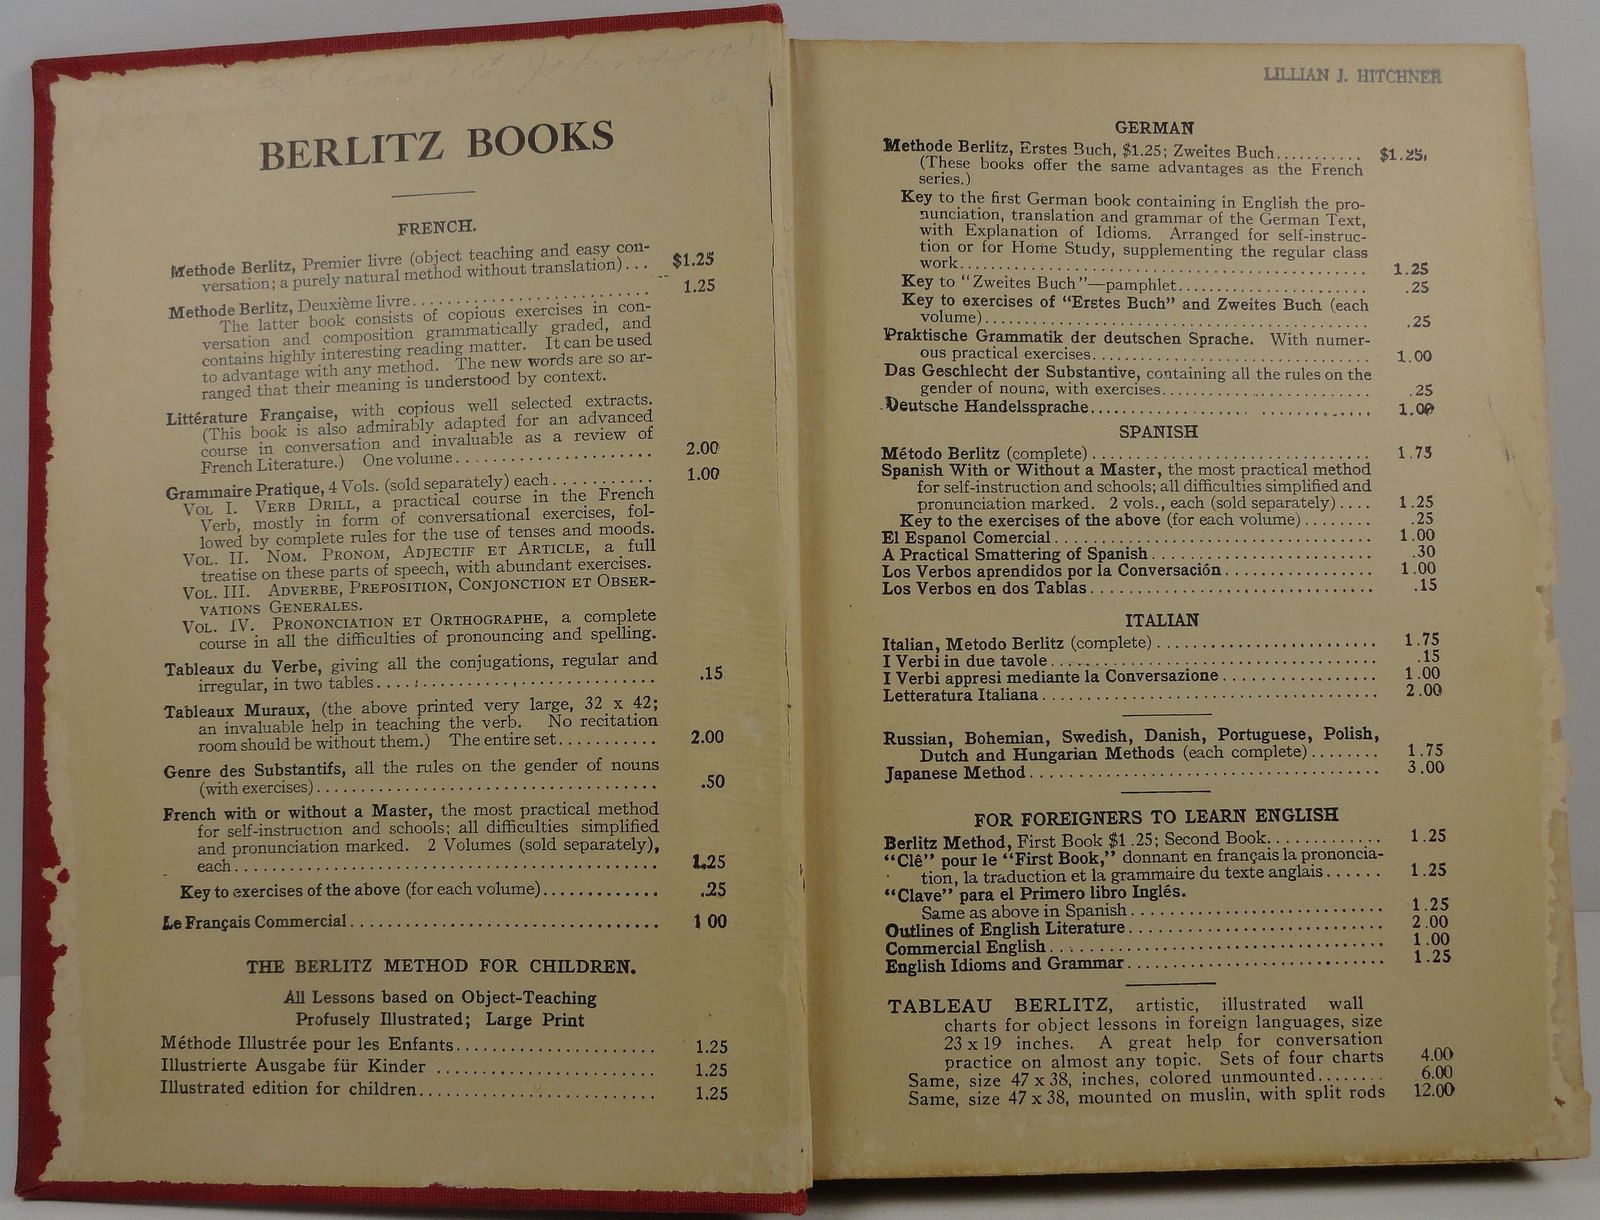 BERLITZ BOOKS
FRENCH.
Methode Berlitz, Premier livre (object teaching and easy con-
versation; a purely natural method without translation)... $1.25
Methode Berlitz, Deuxième livre........................ 1.25
The latter book consists of copious exercises in con-
versation and composition grammatically graded, and
contains highly interesting reading matter. It can be used
to advantage with any method. The new words are so ar-
ranged that their meaning is understood by context.
Littérature Française, with copious well selected extracts.
(This book is also admirably adapted for an advanced
course in conversation and invaluable as a review of
French Literature.) One volume...................... 2.00
Grammaire Pratique, 4 Vols. (sold separately) each........... 1.00
VOL I. VERB DRILL, a practical course in the French
Verb, mostly in form of conversational exercises, fol-
lowed by complete rules for the use of tenses and moods.
VOL. II. NOM. PRONOM, ADJECTIF ET ARTICLE, a full
treatise on these parts of speech, with abundant exercises.
VOL. III. ADVERBE, PREPOSITION, CONJONCTION ET OBSER-
VATIONS GENERALES.
VOL. IV. PRONONCIATION ET ORTHOGRAPHE, a complete
course in all the difficulties of pronouncing and spelling.
Tableaux du Verbe, giving all the conjugations, regular and
irregular, in two tables............................ .15
Tableaux Muraux, (the above printed very large, 32 x 42;
an invaluable help in teaching the verb. No recitation
room should be without them.) The entire set........... 2.00
Genre des Substantifs, all the rules on the gender of nouns
(with exercises)..................................... .50
French with or without a Master, the most practical method
for self-instruction and schools; all difficulties simplified
and pronunciation marked. 2 Volumes (sold separately),
each............................................. 1.25
Key to exercises of the above (for each volume)............. .25
Le Français Commercial................................. 1 00
THE BERLITZ METHOD FOR CHILDREN.
All Lessons based on Object-Teaching
Profusely Illustrated; Large Print
Méthode Illustrée pour les Enfants...................... 1.25
Illustrierte Ausgabe für Kinder ........................ 1.25
Illustrated edition for children.......................... 1.25
LILLIAN J. HITCHNER
GERMAN
Methode Berlitz, Erstes Buch, $1.25; Zweites Buch........... $1.25
(These books offer the same advantages as the French
series.)
Key to the first German book containing in English the pro-
nunciation, translation and grammar of the German Text,
with Explanation of Idioms. Arranged for self-instruc-
tion or for Home Study, supplementing the regular class
work.............................................. 1.25
Key to "Zweites Buch"—pamphlet....................... .25
Key to exercises of "Erstes Buch" and Zweites Buch (each
volume)............................................ .25
Praktische Grammatik der deutschen Sprache. With numer-
ous practical exercises................................ 1.00
Das Geschlecht der Substantive, containing all the rules on the
gender of nouns, with exercises......................... .25
Deutsche Handelssprache................................. 1.00
SPANISH
Método Berlitz (complete)................................ 1.75
Spanish With or Without a Master, the most practical method
for self-instruction and schools; all difficulties simplified and
pronunciation marked. 2 vols., each (sold separately).... 1.25
Key to the exercises of the above (for each volume)........ .25
El Espanol Comercial..................................... 1.00
A Practical Smattering of Spanish.......................... .30
Los Verbos aprendidos por la Conversación................. 1.00
Los Verbos en dos Tablas................................. .15
ITALIAN
Italian, Metodo Berlitz (complete).......................... 1.75
I Verbi in due tavole..................................... .15
I Verbi appresi mediante la Conversazione................. 1.00
Letteratura Italiana....................................... 2.00
Russian, Bohemian, Swedish, Danish, Portuguese, Polish,
Dutch and Hungarian Methods (each complete)........ 1.75
Japanese Method........................................ 3.00
FOR FOREIGNERS TO LEARN ENGLISH
Berlitz Method, First Book $1.25; Second Book............. 1.25
"Clê" pour le "First Book," donnant en français la prononcia-
tion, la traduction et la grammaire du texte anglais...... 1.25
"Clave" para el Primero libro Inglés.
Same as above in Spanish............................. 1.25
Outlines of English Literature............................. 2.00
Commercial English...................................... 1.00
English Idioms and Grammar............................. 1.25
TABLEAU BERLITZ, artistic, illustrated wall
charts for object lessons in foreign languages, size
23 x 19 inches. A great help for conversation
practice on almost any topic. Sets of four charts 4.00
Same, size 47 x 38, inches, colored unmounted........ 6.00
Same, size 47 x 38, mounted on muslin, with split rods 12.00